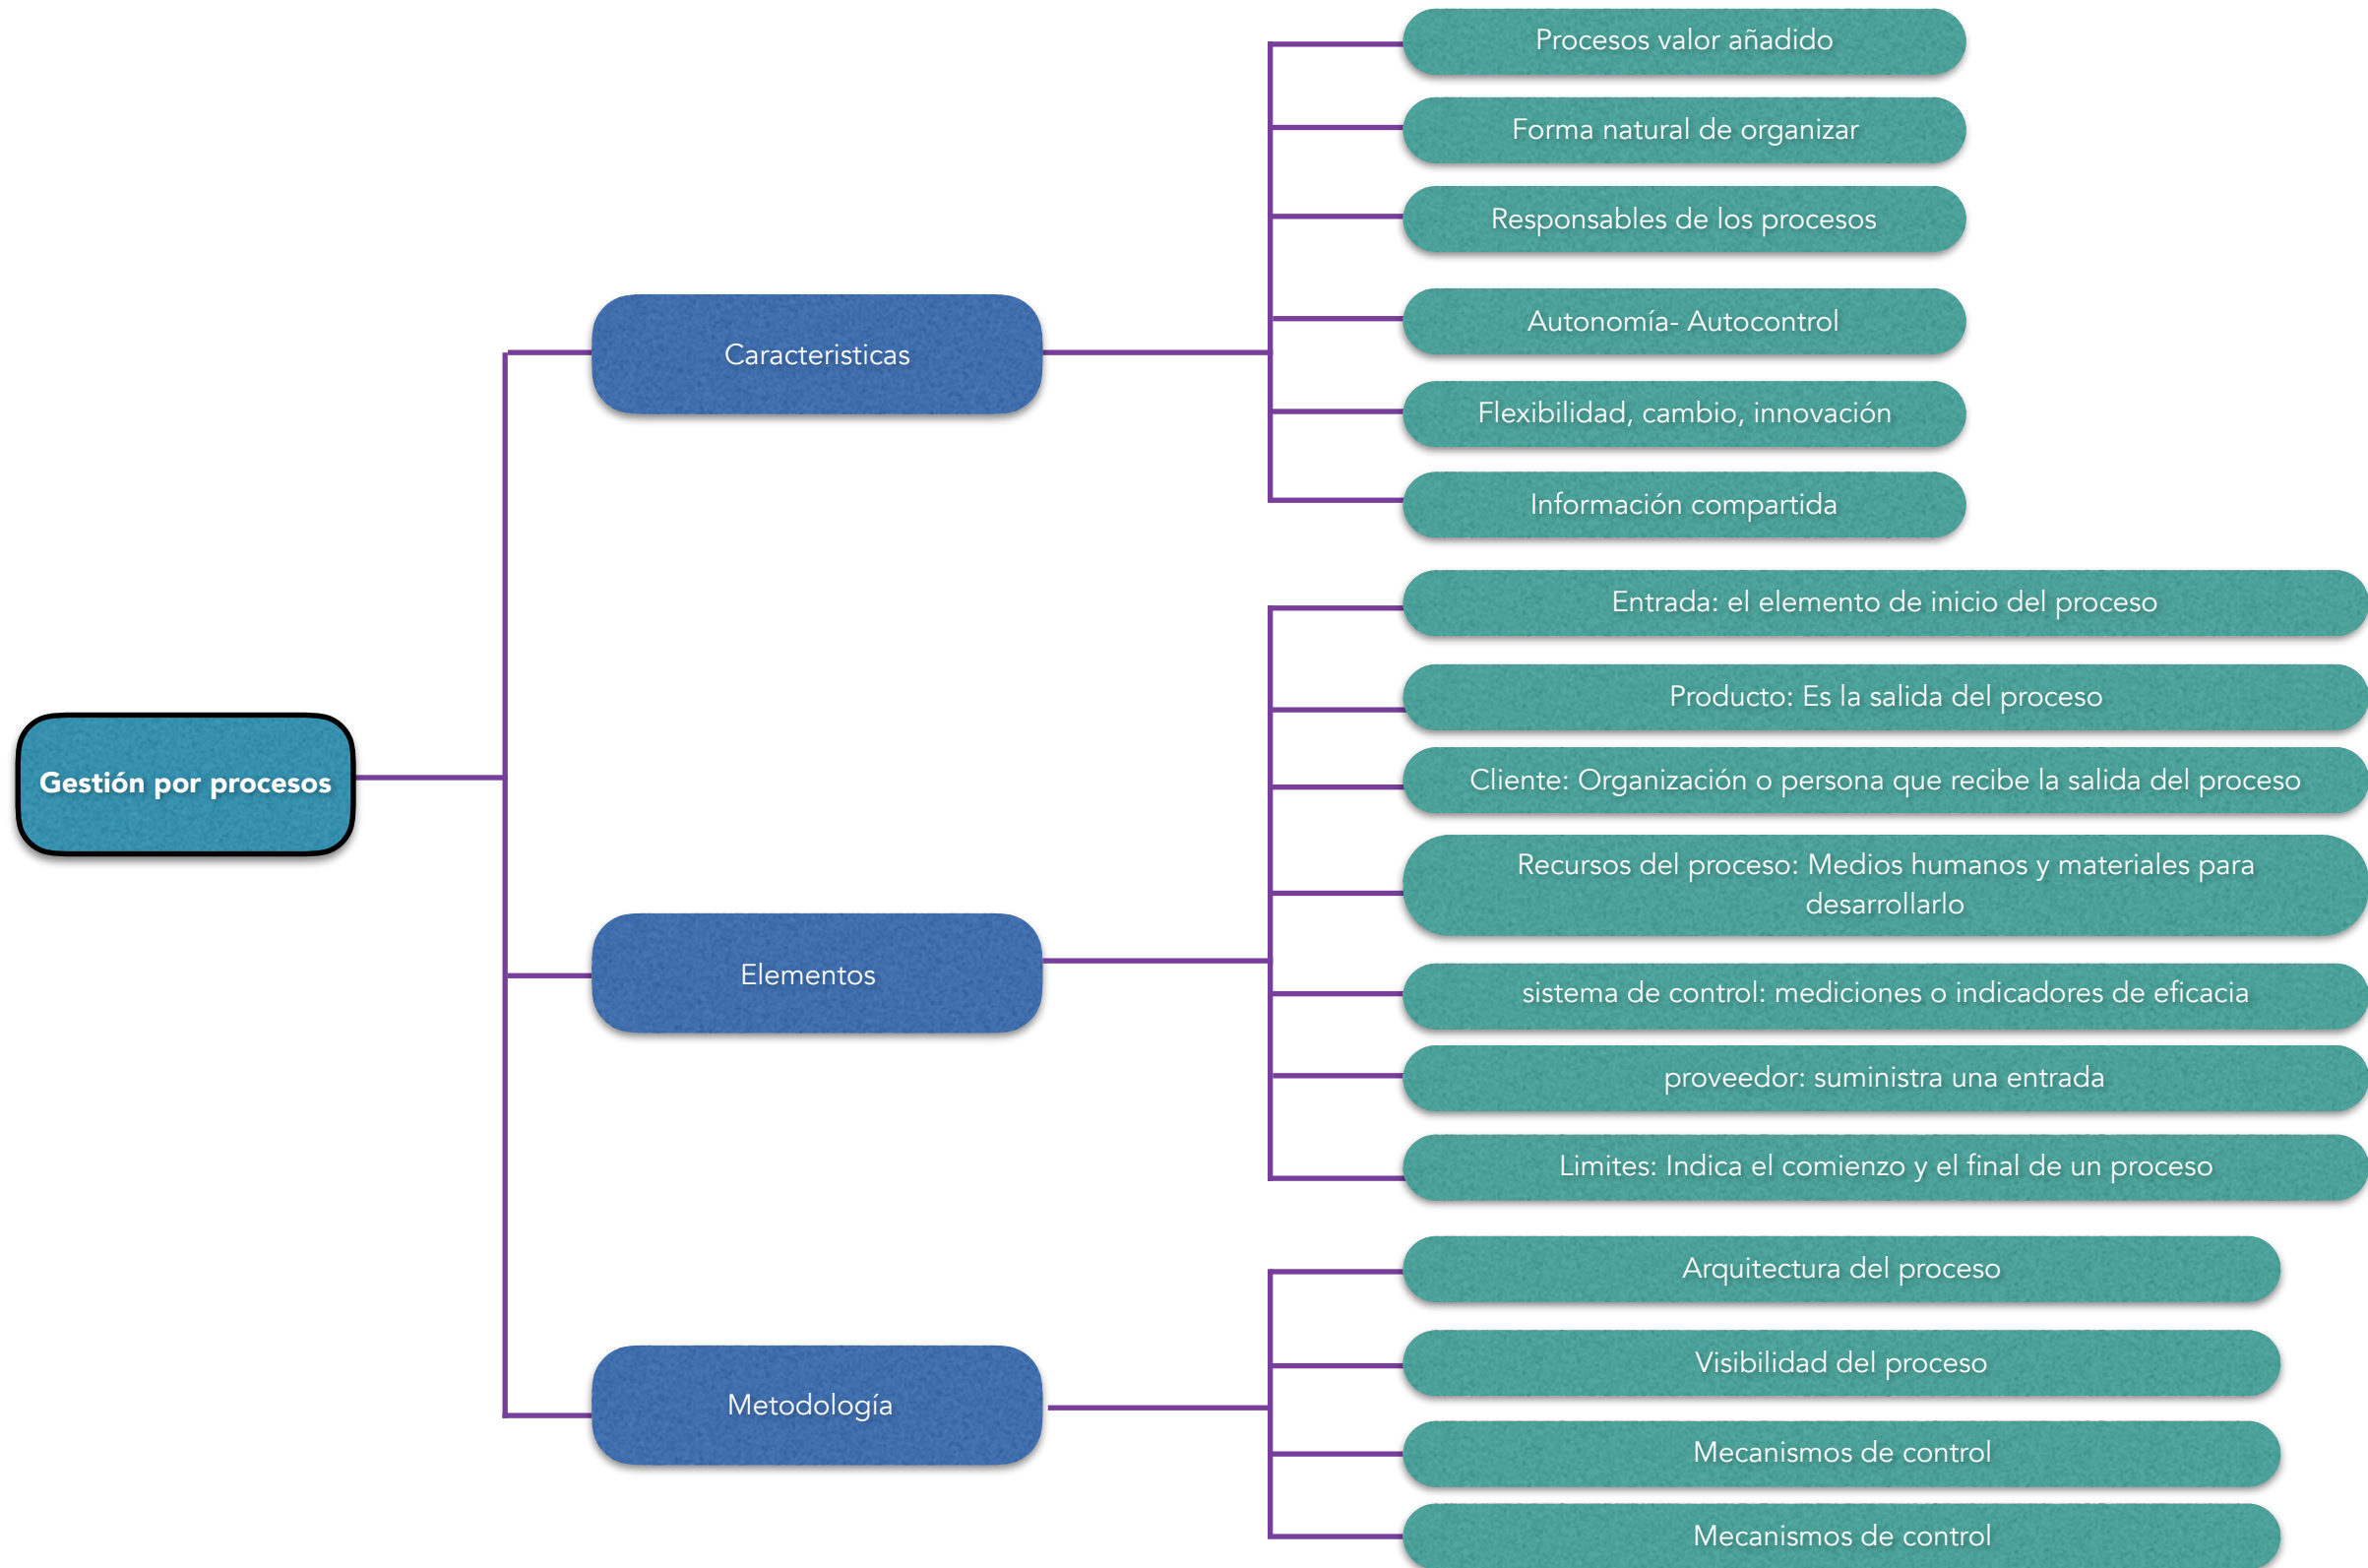 Gestión por procesos
Caracteristicas
Procesos valor añadido
Forma natural de organizar
Responsables de los procesos
Autonomía- Autocontrol
Flexibilidad, cambio, innovación
Información compartida
Elementos
Entrada: el elemento de inicio del proceso
Producto: Es la salida del proceso
Cliente: Organización o persona que recibe la salida del proceso
Recursos del proceso: Medios humanos y materiales para
desarrollarlo
sistema de control: mediciones o indicadores de eficacia
proveedor: suministra una entrada
Limites: Indica el comienzo y el final de un proceso
Metodología
Arquitectura del proceso
Visibilidad del proceso
Mecanismos de control
Mecanismos de control